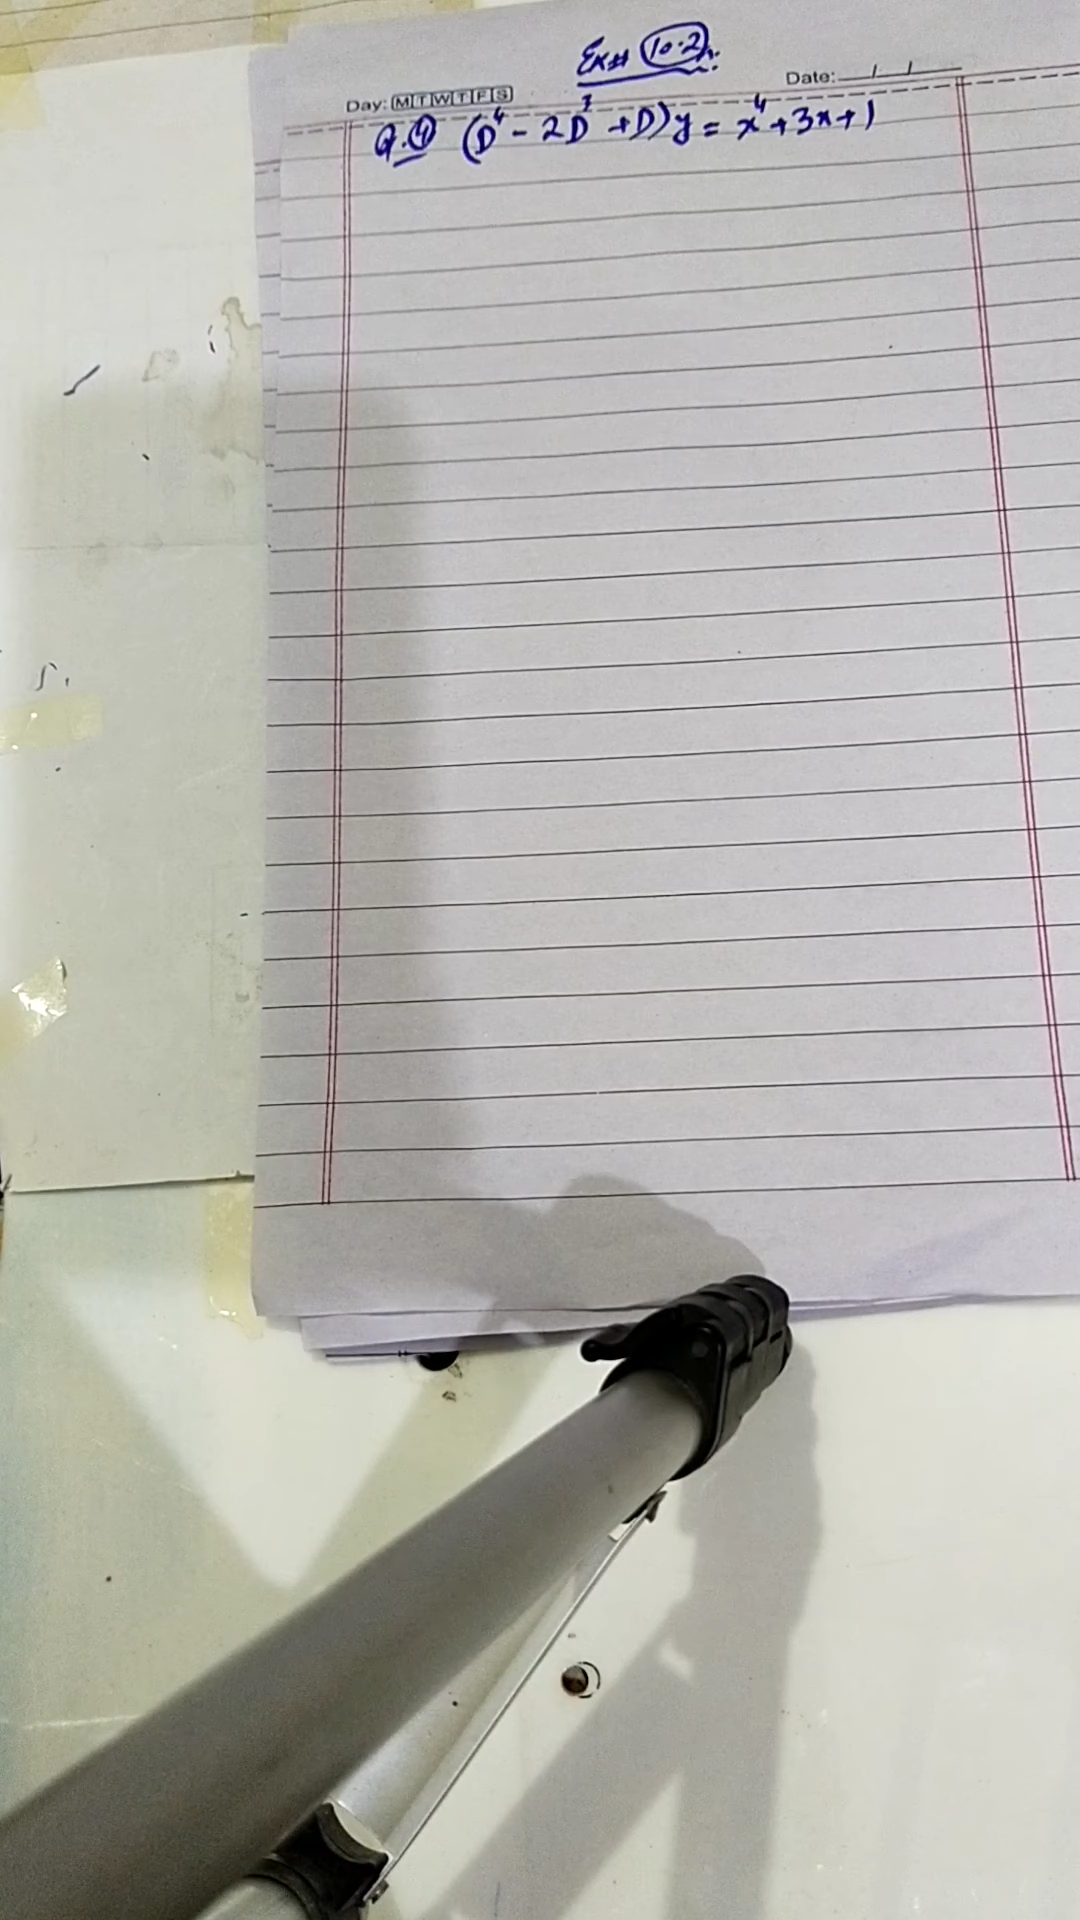 Ex# 10.2
Day: M T W T F S Date: / /
Q.④ (D⁴ - 2D³ + D)y = x⁴ + 3x + 1